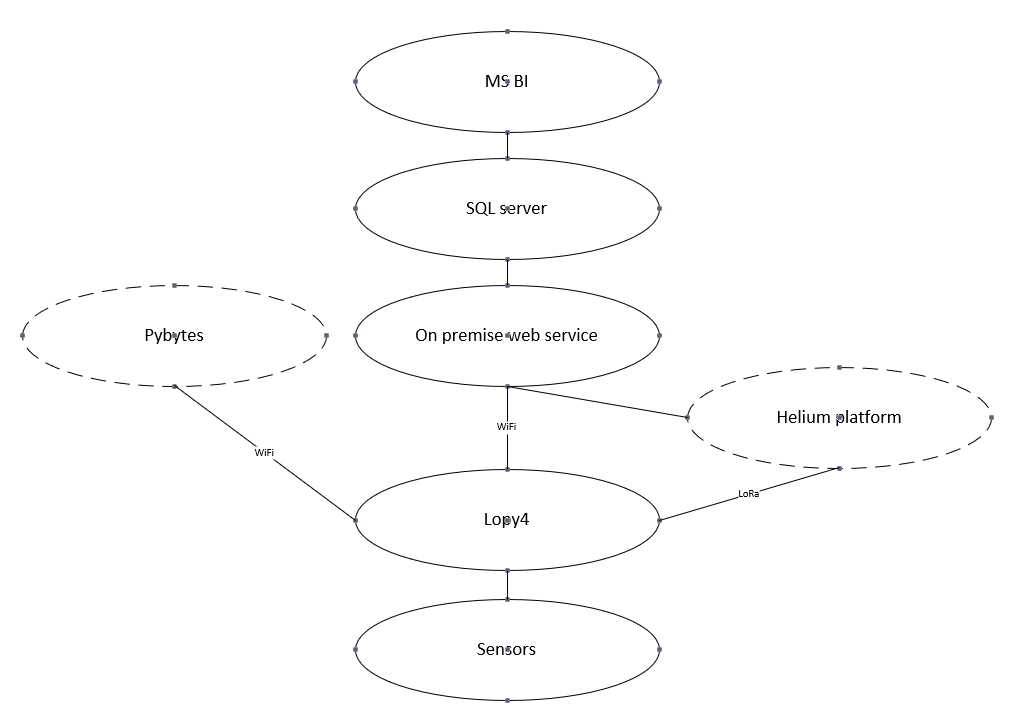 MS BI
SQL server
Pybytes
On premise web service
Helium platform
WiFi
WiFi
LoRa
Lopy4
Sensors